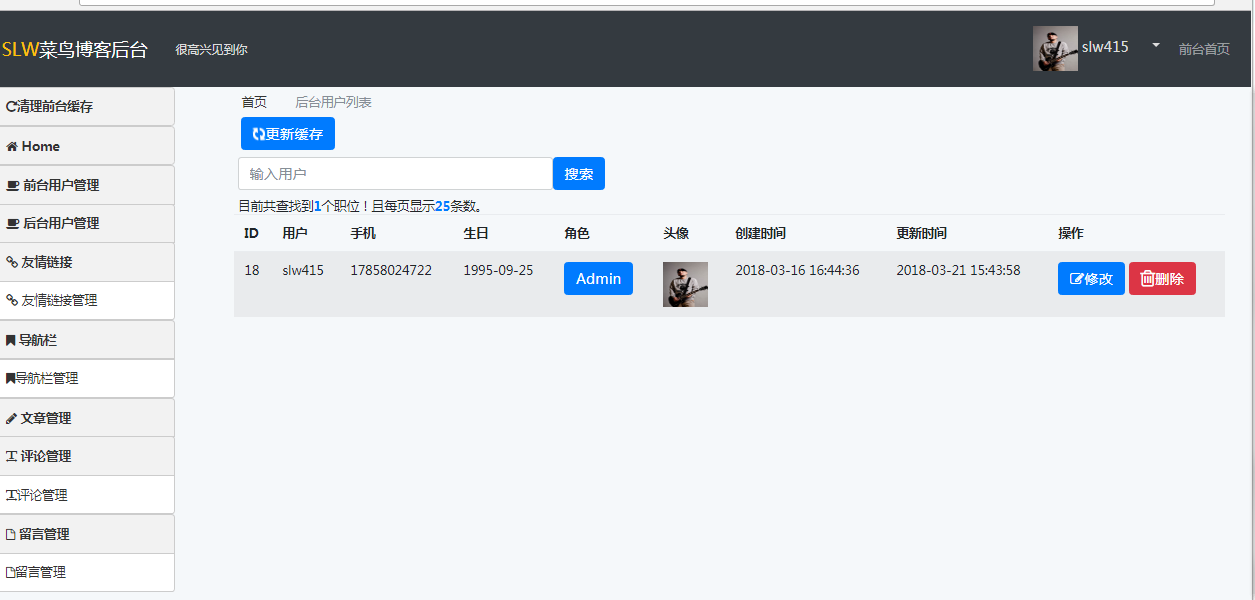 SLW菜鸟博客后台 很高兴见到你 slw415 前台首页
清理前台缓存
Home
前台用户管理
后台用户管理
友情链接
友情链接管理
导航栏
导航栏管理
文章管理
评论管理
评论管理
留言管理
留言管理
首页 后台用户列表
更新缓存
输入用户 搜索
目前共查找到1个职位！且每页显示25条数。
ID 用户 手机 生日 角色 头像 创建时间 更新时间 操作
18 slw415 17858024722 1995-09-25 Admin 2018-03-16 16:44:36 2018-03-21 15:43:58 修改 删除